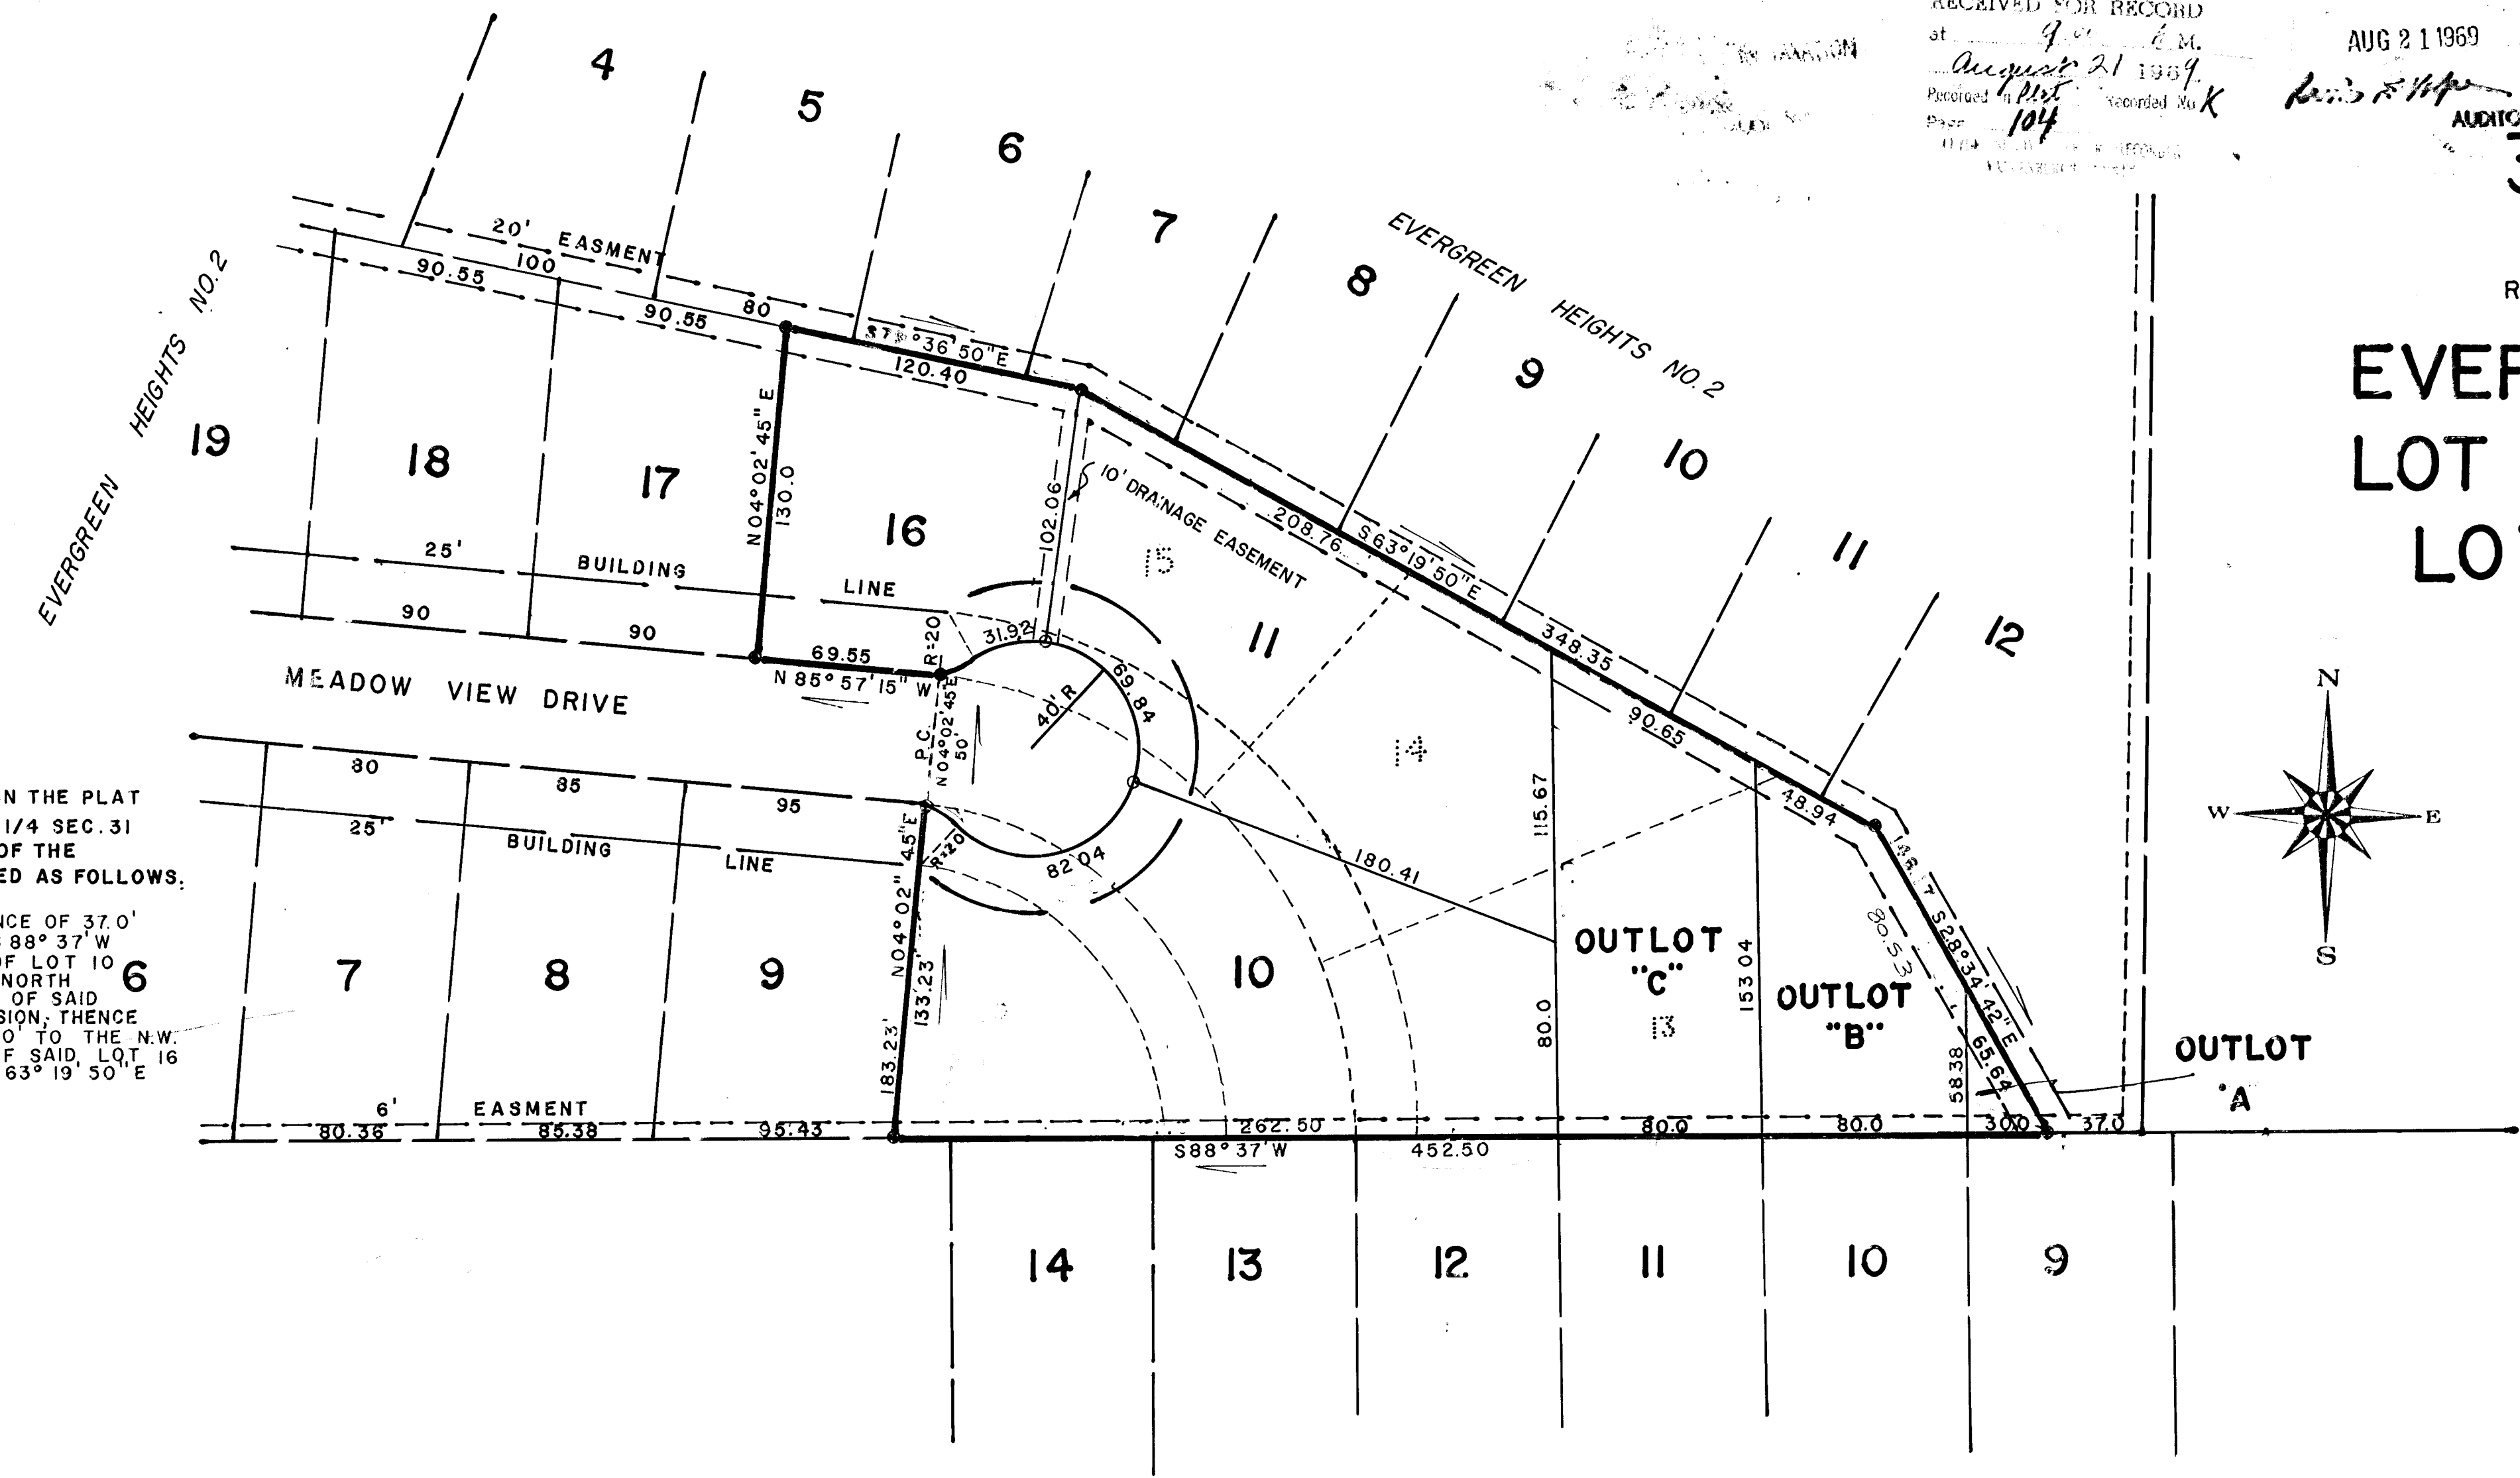 RECEIVED FOR RECORD
at 9 M.
August 21 1969
Recorded in Plat Recorded No K
Page 104
AUG 21 1969
4
5
6
7
8
9
10
11
12
EVERGREEN HEIGHTS NO. 2
EVERGREEN HEIGHTS NO. 2
20' EASMENT
90.55
100
90.55
80
36' 50" E
120.40
19
18
17
16
15
N 04° 02' 45" E
130.0
102.06
10' DRAINAGE EASEMENT
208.76
S 63° 19' 50" E
348.35
90.65
48.94
25' BUILDING LINE
90
90
69.55
N 85° 57' 15" W
R=20
31.92
69.84
40' R
82.04
R=20
P.C.
N 04° 02' 45" E
50'
MEADOW VIEW DRIVE
11
14
80
85
95
25' BUILDING LINE
N04° 02" 45" E
133.23'
183.23'
180.41
115.67
80.0
153 04
58.38
S 28° 34' 42" E
65.64
80.53
6
7
8
9
10
OUTLOT
"C"
13
OUTLOT
"B"
OUTLOT
"A"
6' EASMENT
80.36
85.38
95.43
262.50
80.0
80.0
30.0
37.0
S88° 37' W
452.50
14
13
12
11
10
9
N
W
E
S
EVER
LOT
LO
R
N THE PLAT
1/4 SEC. 31
OF THE
ED AS FOLLOWS:
NCE OF 37.0'
88° 37' W
OF LOT 10
NORTH
OF SAID
SION; THENCE
0' TO THE N.W.
F SAID, LOT 16
63° 19' 50" E